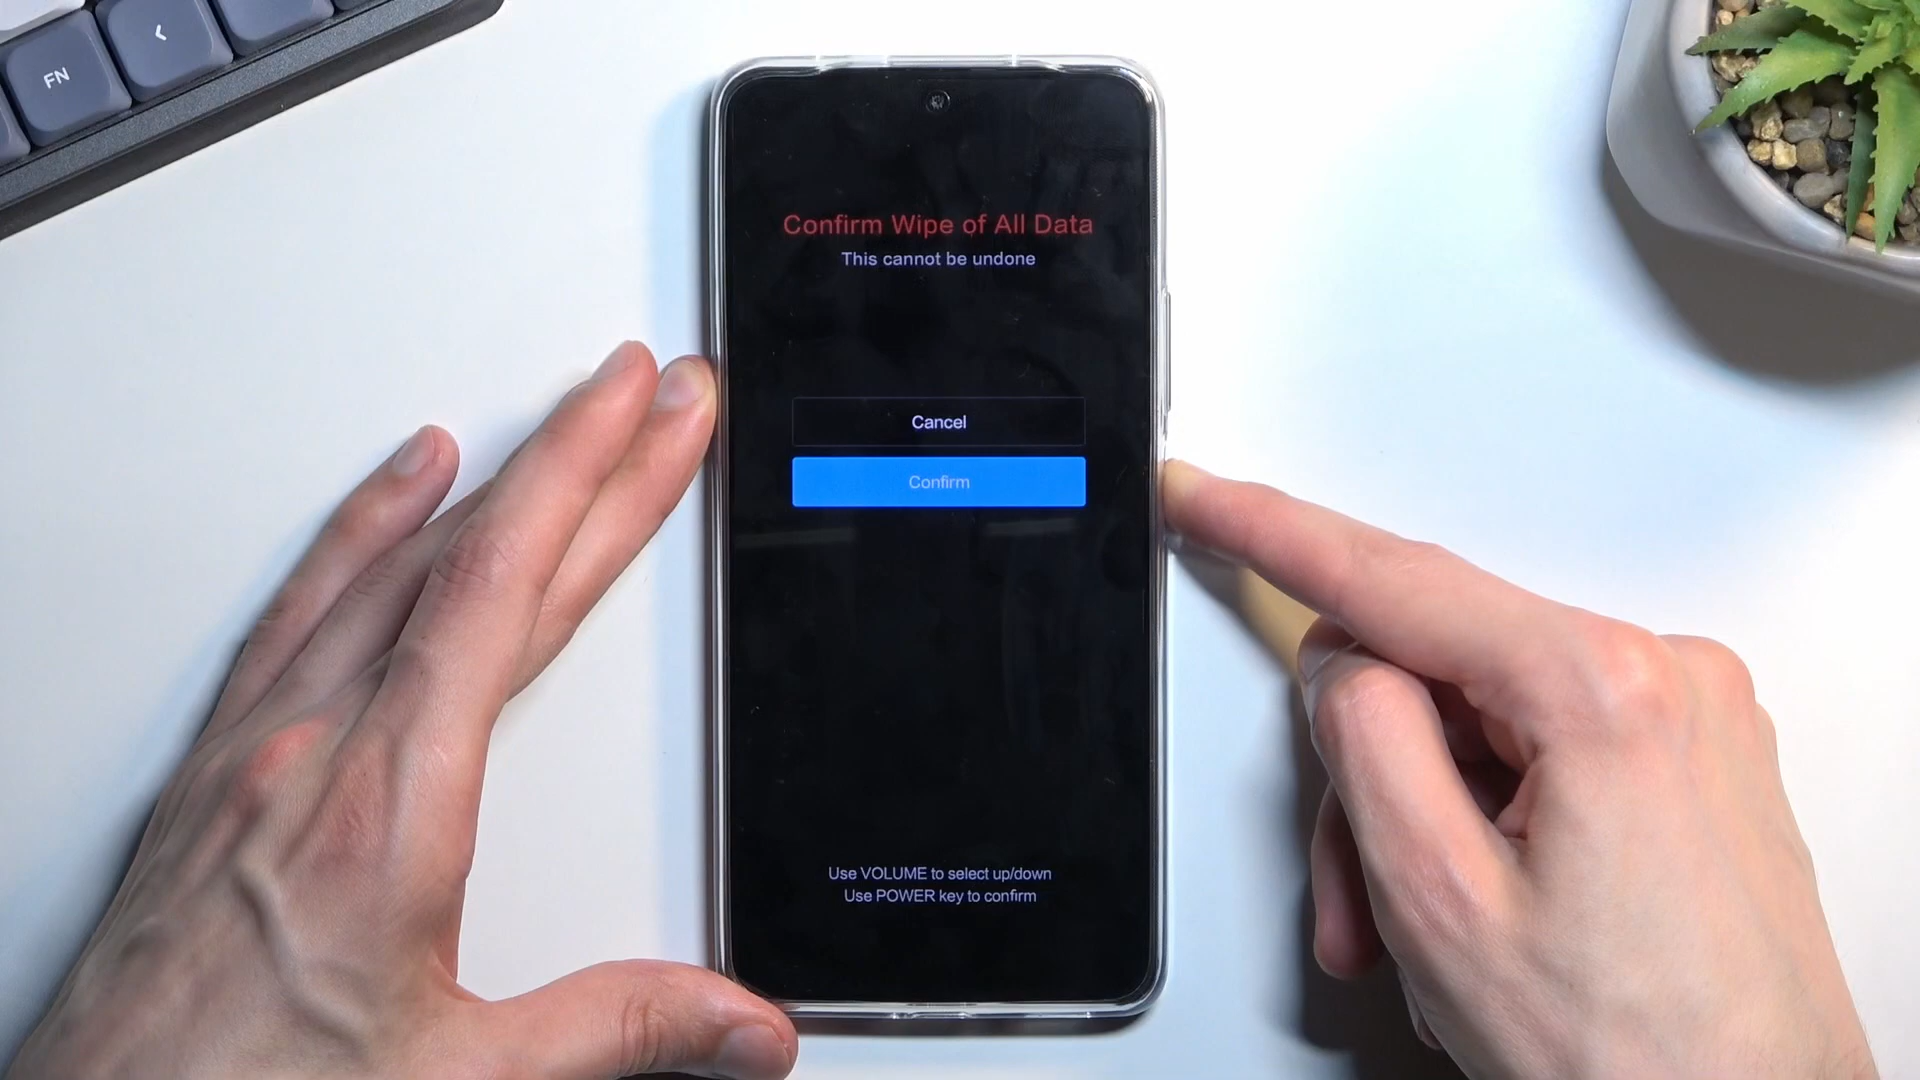 FN
<
Confirm Wipe of All Data
This cannot be undone
Cancel
Confirm
Use VOLUME to select up/down
Use POWER key to confirm